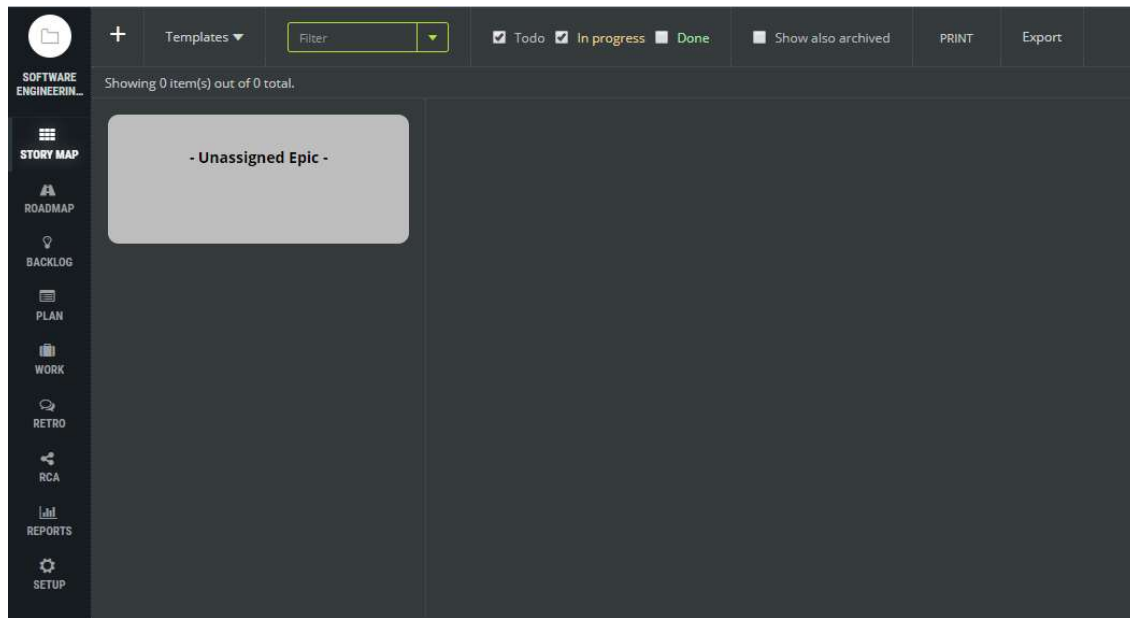 + Templates Filter Todo In progress Done Show also archived PRINT Export
SOFTWARE
ENGINEERIN...
Showing 0 item(s) out of 0 total.
- Unassigned Epic -
STORY MAP
ROADMAP
BACKLOG
PLAN
WORK
RETRO
RCA
REPORTS
SETUP